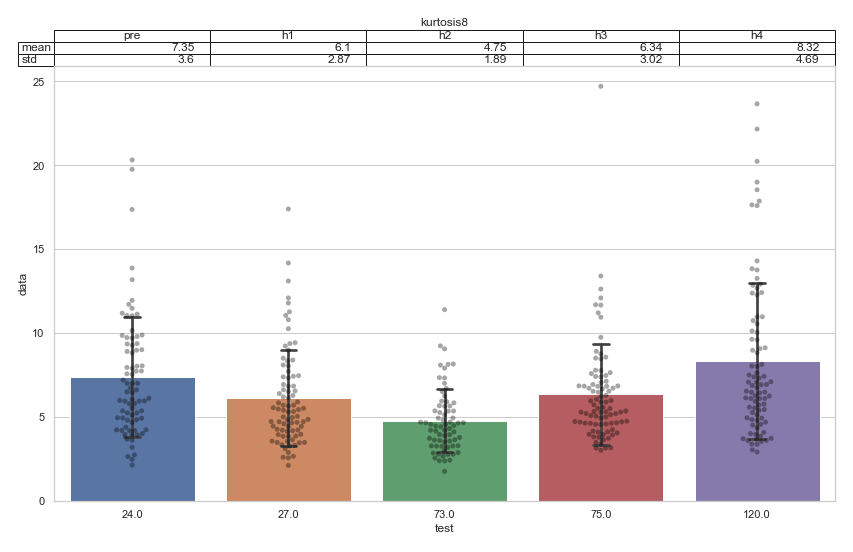 kurtosis8
pre h1 h2 h3 h4
mean 7.35 6.1 4.75 6.34 8.32
std 3.6 2.87 1.89 3.02 4.69
25
20
15
10
5
0
data
24.0 27.0 73.0 75.0 120.0
test